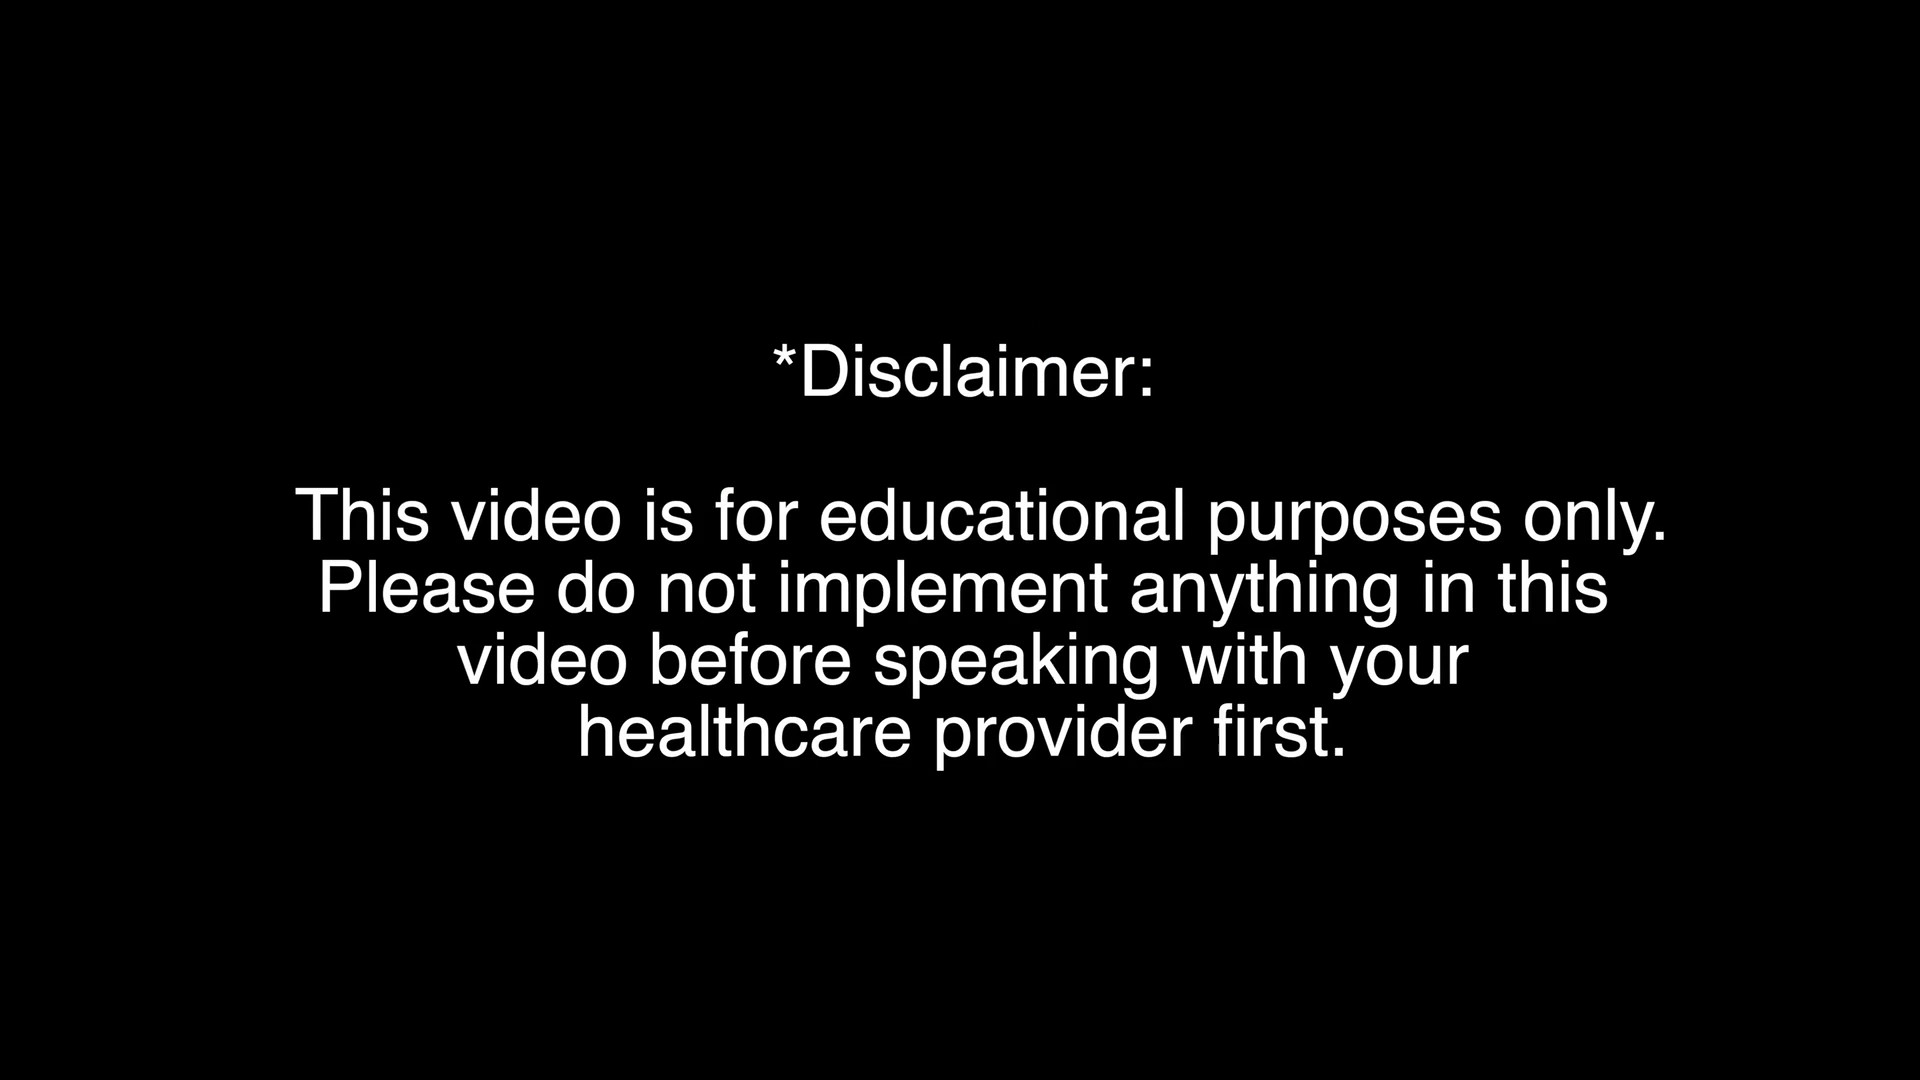 *Disclaimer:
This video is for educational purposes only.
Please do not implement anything in this
video before speaking with your
healthcare provider first.